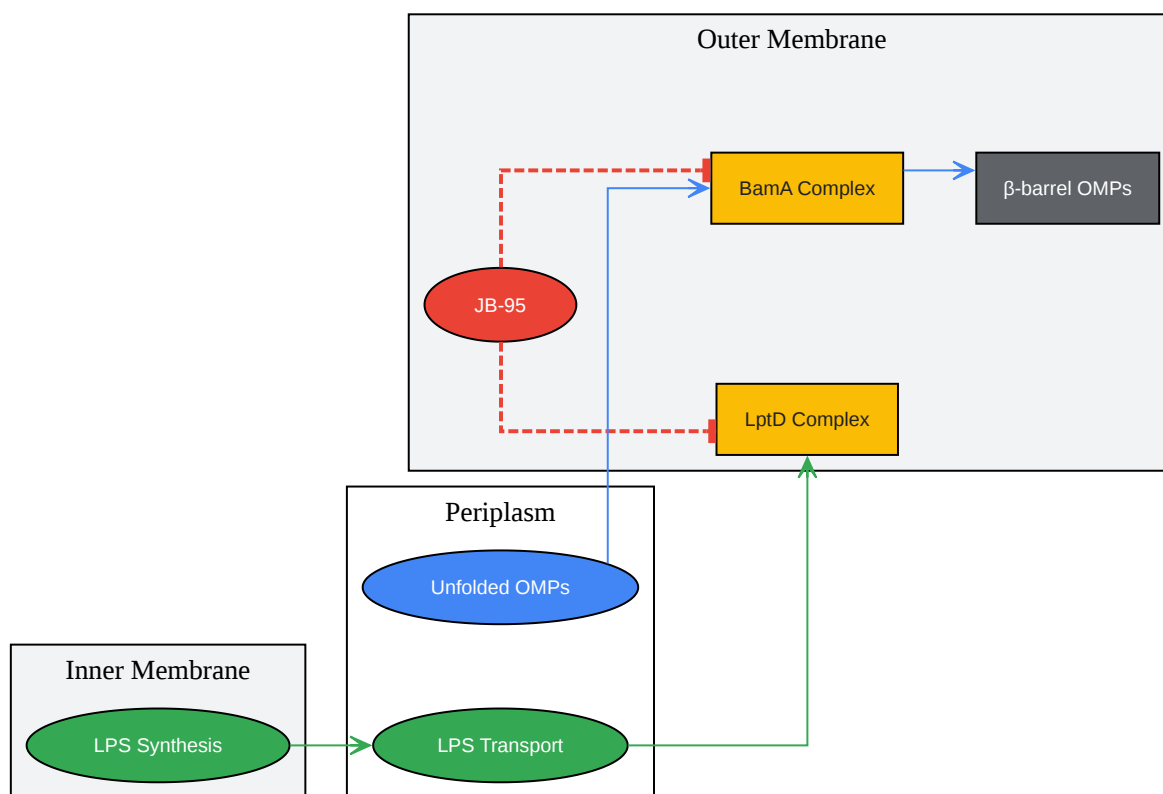 Outer Membrane
BamA Complex
β-barrel OMPs
JB-95
LptD Complex
Periplasm
Unfolded OMPs
Inner Membrane
LPS Synthesis
LPS Transport